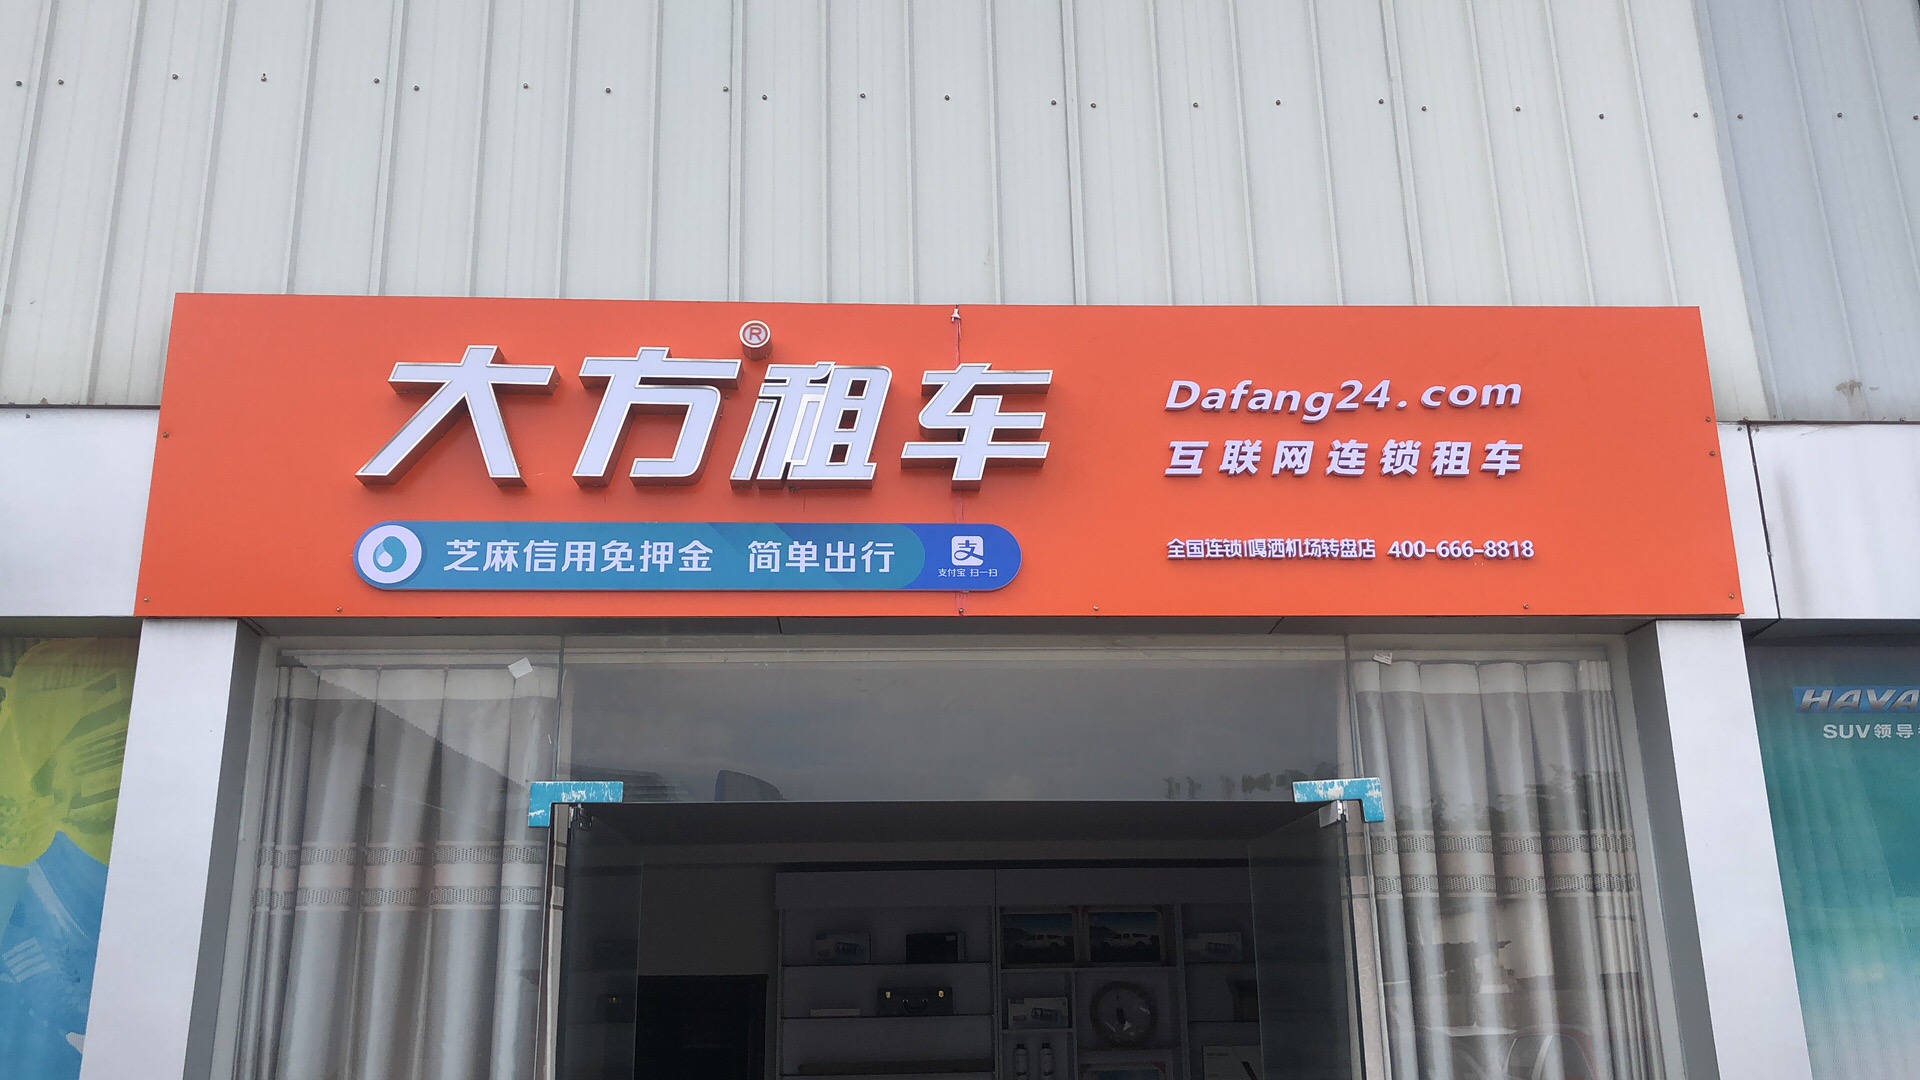 大方租车®
Dafang24.com
互联网连锁租车
芝麻信用免押金 简单出行
支
支付宝 扫一扫
全国连锁||嘎洒机场转盘店 400-666-8818
HAVA
SUV领导